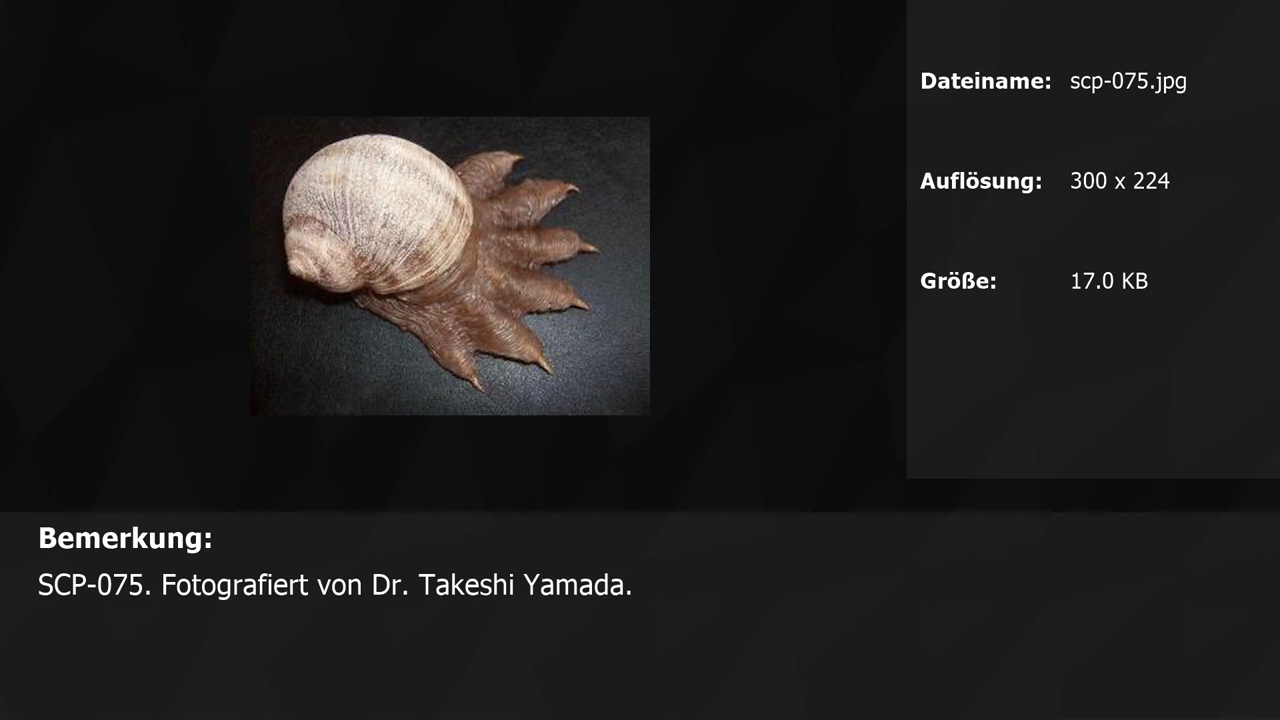 Dateiname: scp-075.jpg
Auflösung: 300 x 224
Größe: 17.0 KB
Bemerkung:
SCP-075. Fotografiert von Dr. Takeshi Yamada.